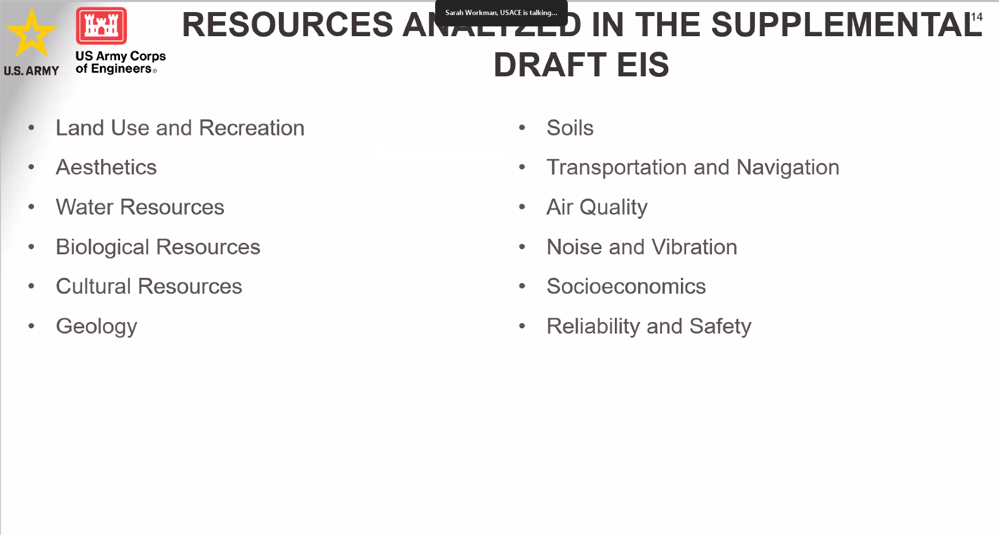 Sarah Workman, USACE is talking...
RESOURCES ANALYZED IN THE SUPPLEMENTAL
DRAFT EIS
14
U.S. ARMY
US Army Corps
of Engineers®
• Land Use and Recreation
• Aesthetics
• Water Resources
• Biological Resources
• Cultural Resources
• Geology
• Soils
• Transportation and Navigation
• Air Quality
• Noise and Vibration
• Socioeconomics
• Reliability and Safety